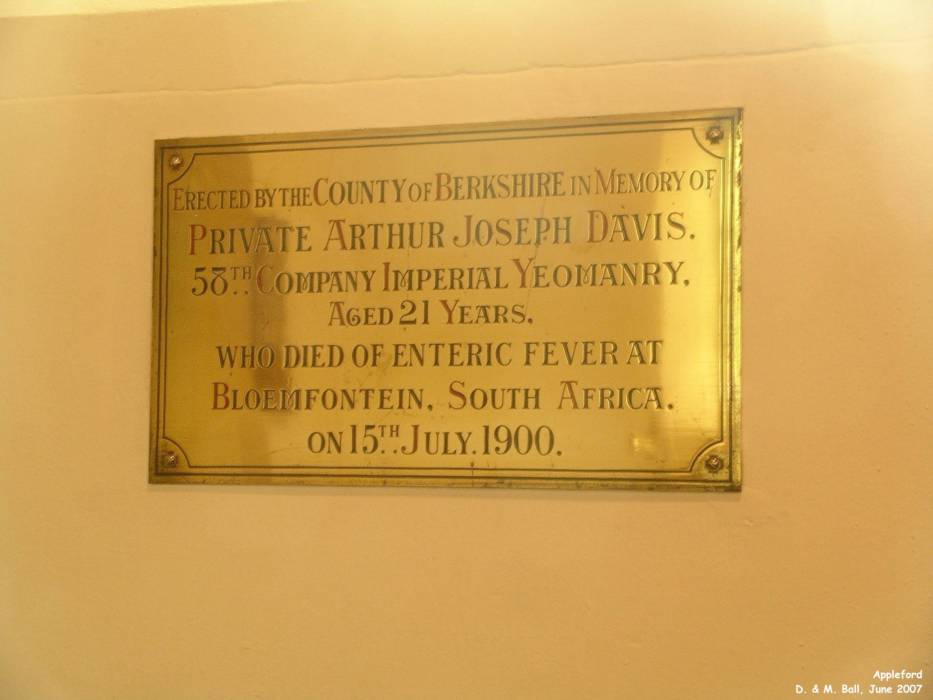 ERECTED BY THE COUNTY OF BERKSHIRE IN MEMORY OF
PRIVATE ARTHUR JOSEPH DAVIS.
58TH COMPANY IMPERIAL YEOMANRY,
AGED 21 YEARS,
WHO DIED OF ENTERIC FEVER AT
BLOEMFONTEIN, SOUTH AFRICA.
ON 15TH JULY. 1900.
Appleford
D. & M. Ball, June 2007